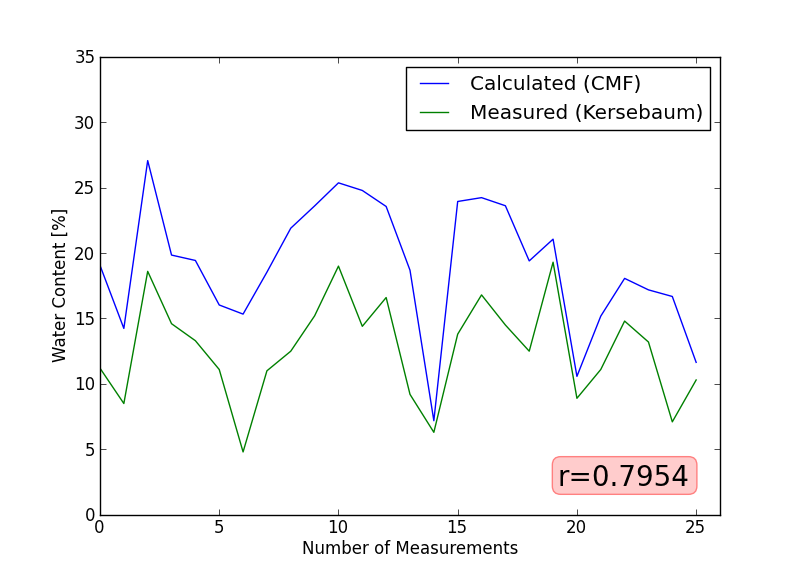 35
30
25
20
15
10
5
0
Water Content [%]
Calculated (CMF)
Measured (Kersebaum)
r=0.7954
0 5 10 15 20 25
Number of Measurements